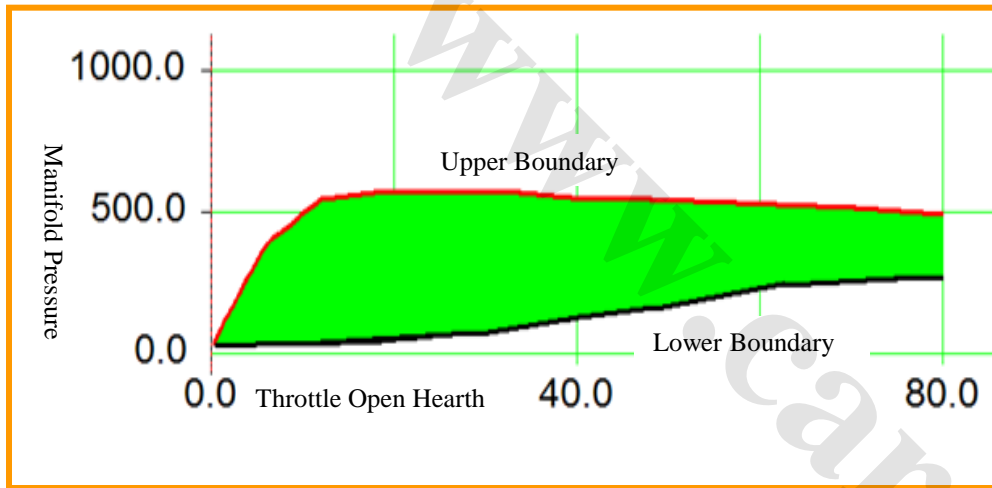 1000.0
Upper Boundary
500.0
Manifold Pressure
Lower Boundary
0.0
0.0 Throttle Open Hearth 40.0 80.0
www.car